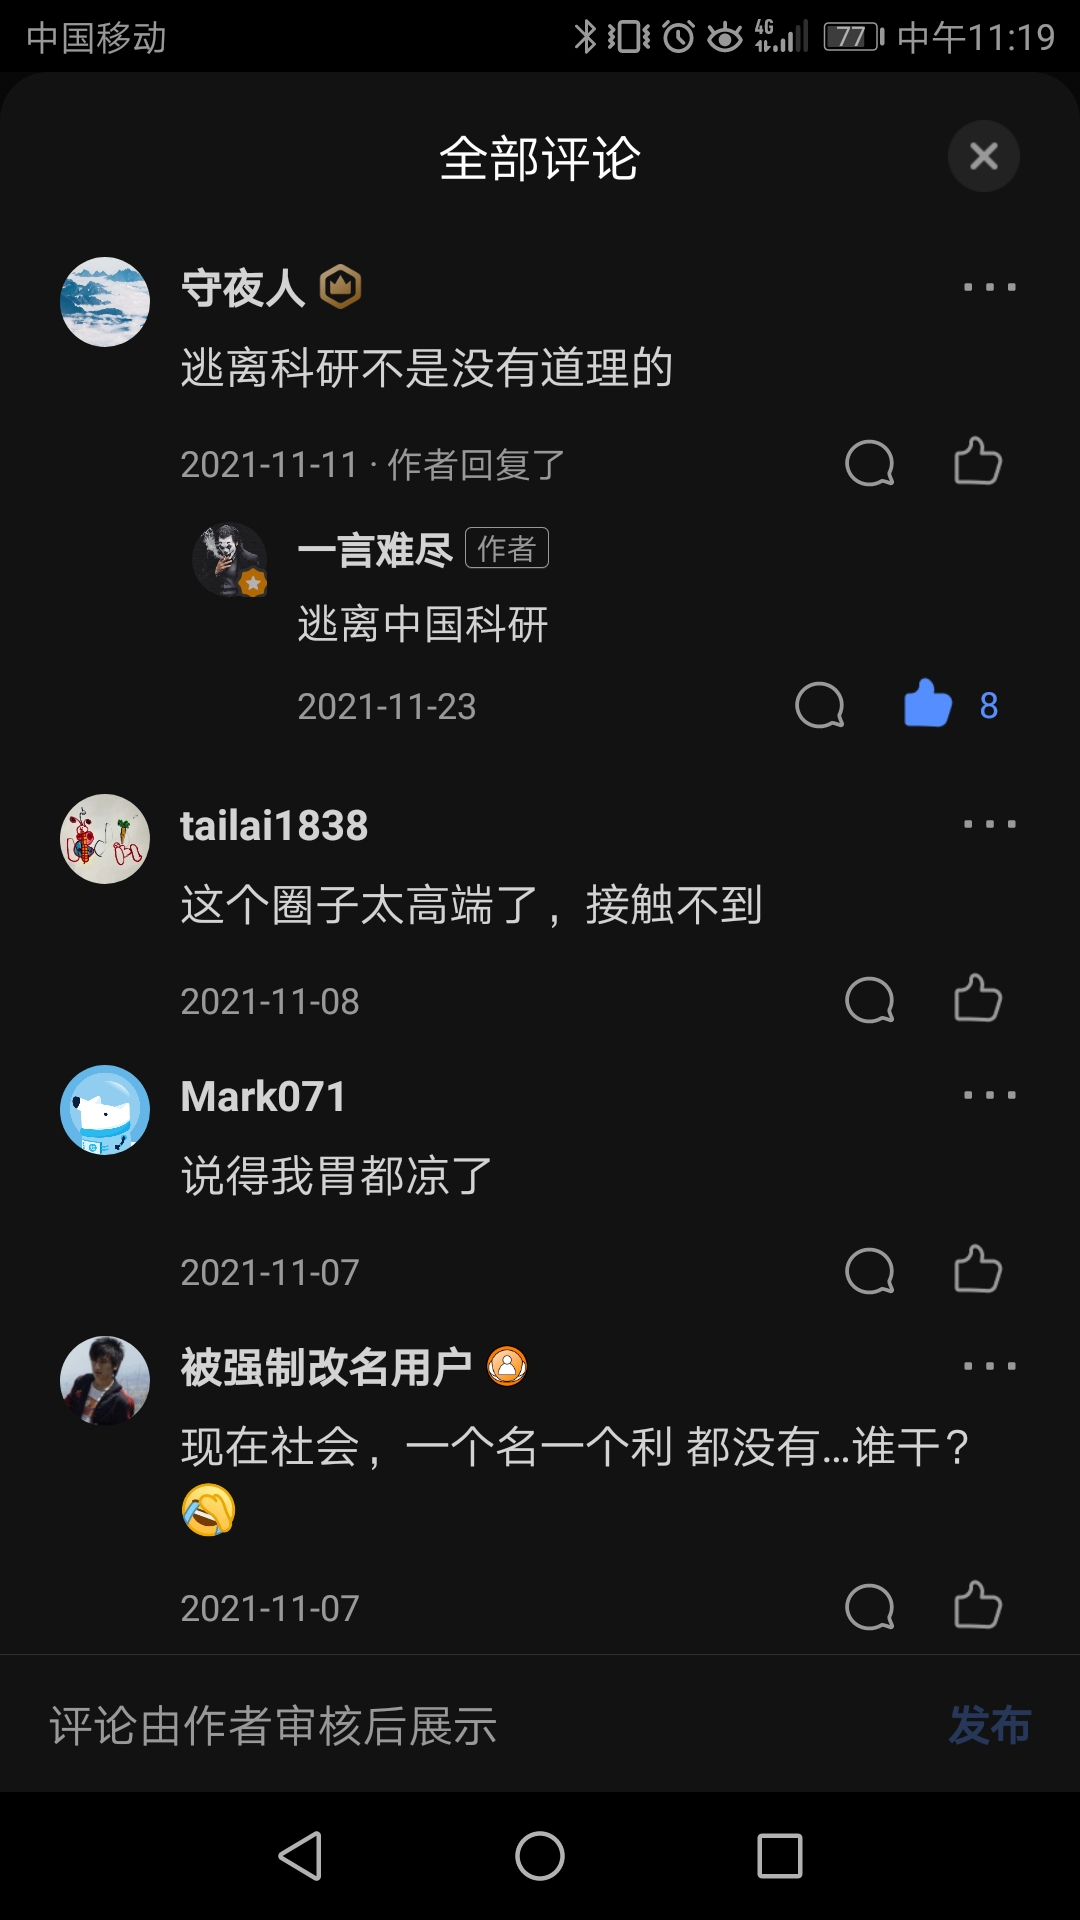 中国移动 4G 77 中午11:19
全部评论
守夜人
逃离科研不是没有道理的
2021-11-11 · 作者回复了
一言难尽 作者
逃离中国科研
2021-11-23 8
tailai1838
这个圈子太高端了，接触不到
2021-11-08
Mark071
说得我胃都凉了
2021-11-07
被强制改名用户
现在社会，一个名一个利 都没有...谁干？
2021-11-07
评论由作者审核后展示 发布